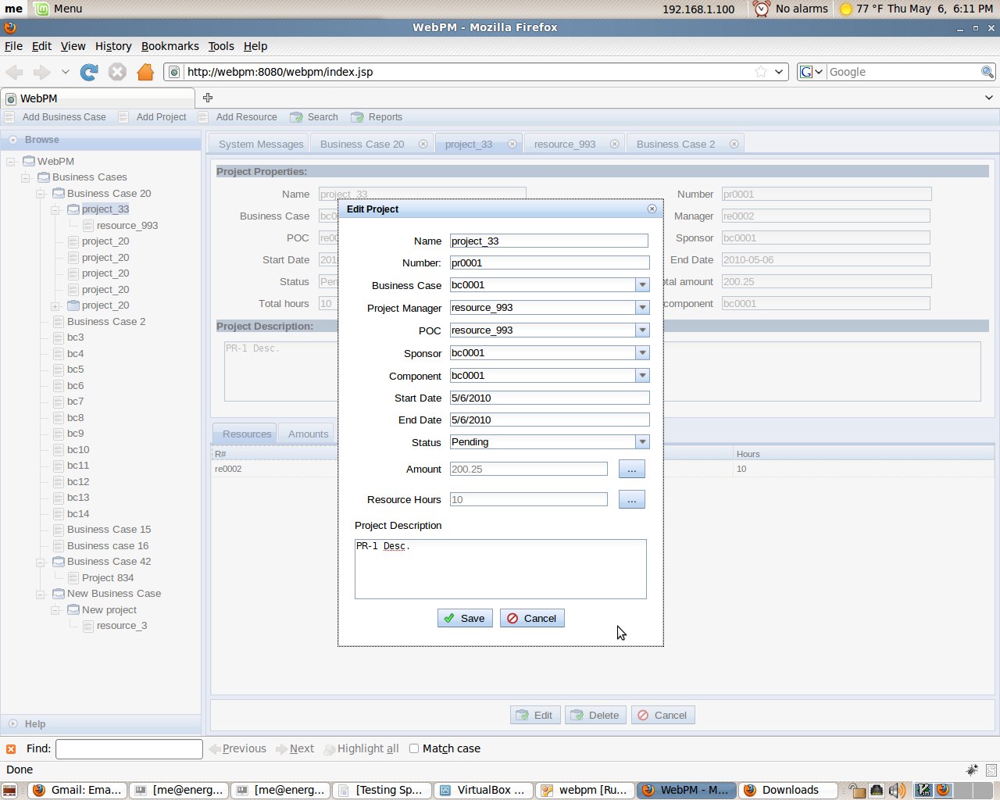 me Menu 192.168.1.100 No alarms 77 °F Thu May 6, 6:11 PM
WebPM - Mozilla Firefox
File Edit View History Bookmarks Tools Help
http://webpm:8080/webpm/index.jsp Google
WebPM
Add Business Case Add Project Add Resource Search Reports
Browse
WebPM
Business Cases
Business Case 20
project_33
resource_993
project_20
project_20
project_20
project_20
project_20
Business Case 2
bc3
bc4
bc5
bc6
bc7
bc8
bc9
bc10
bc11
bc12
bc13
bc14
Business Case 15
Business case 16
Business Case 42
Project 834
New Business Case
New project
resource_3
Help
System Messages Business Case 20 project_33 resource_993 Business Case 2
Project Properties:
Name project_33 Number pr0001
Business Case bc0 Manager re0002
POC re00 Sponsor bc0001
Start Date 201 End Date 2010-05-06
Status Per tal amount 200.25
Total hours 10 component bc0001
Project Description:
PR-1 Desc.
Resources Amounts
R# Hours
re0002 10
Edit Delete Cancel
Edit Project
Name project_33
Number: pr0001
Business Case bc0001
Project Manager resource_993
POC resource_993
Sponsor bc0001
Component bc0001
Start Date 5/6/2010
End Date 5/6/2010
Status Pending
Amount 200.25 ...
Resource Hours 10 ...
Project Description
PR-1 Desc.
Save Cancel
Find: Previous Next Highlight all Match case
Done
Gmail: Ema... [me@energ... [me@energ... [Testing Sp... VirtualBox ... webpm [Ru... WebPM - M... Downloads